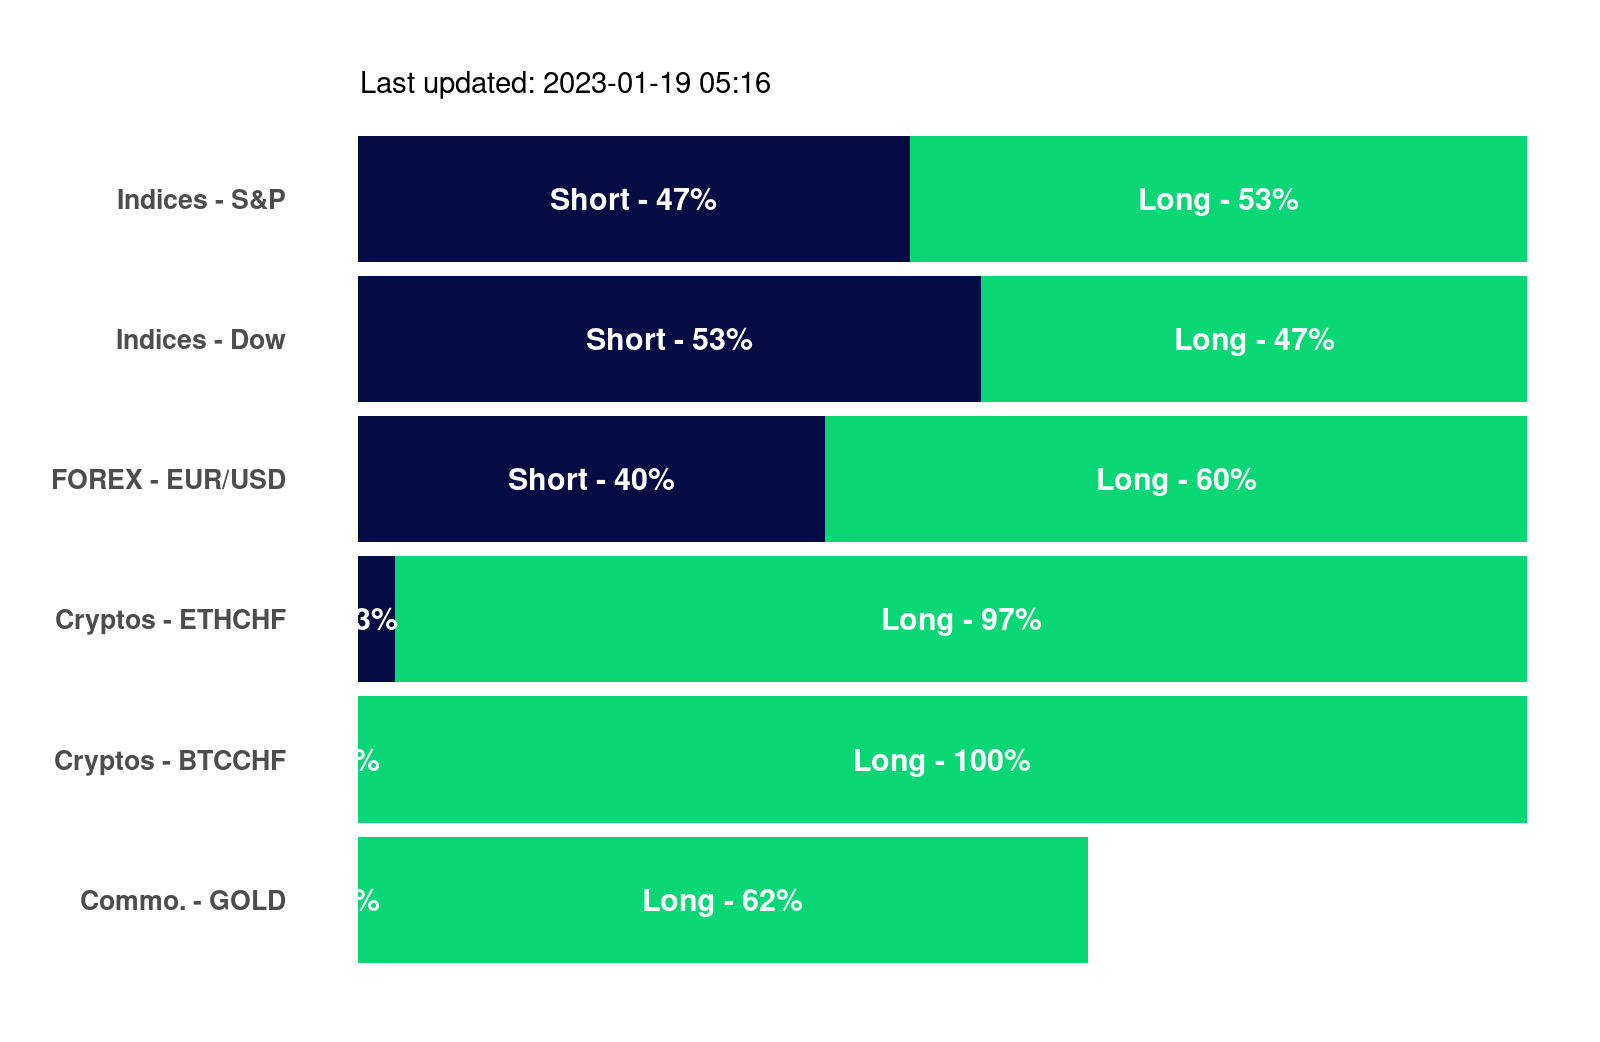 Last updated: 2023-01-19 05:16
Indices - S&P Short - 47% Long - 53%
Indices - Dow Short - 53% Long - 47%
FOREX - EUR/USD Short - 40% Long - 60%
Cryptos - ETHCHF 3% Long - 97%
Cryptos - BTCCHF % Long - 100%
Commo. - GOLD % Long - 62%